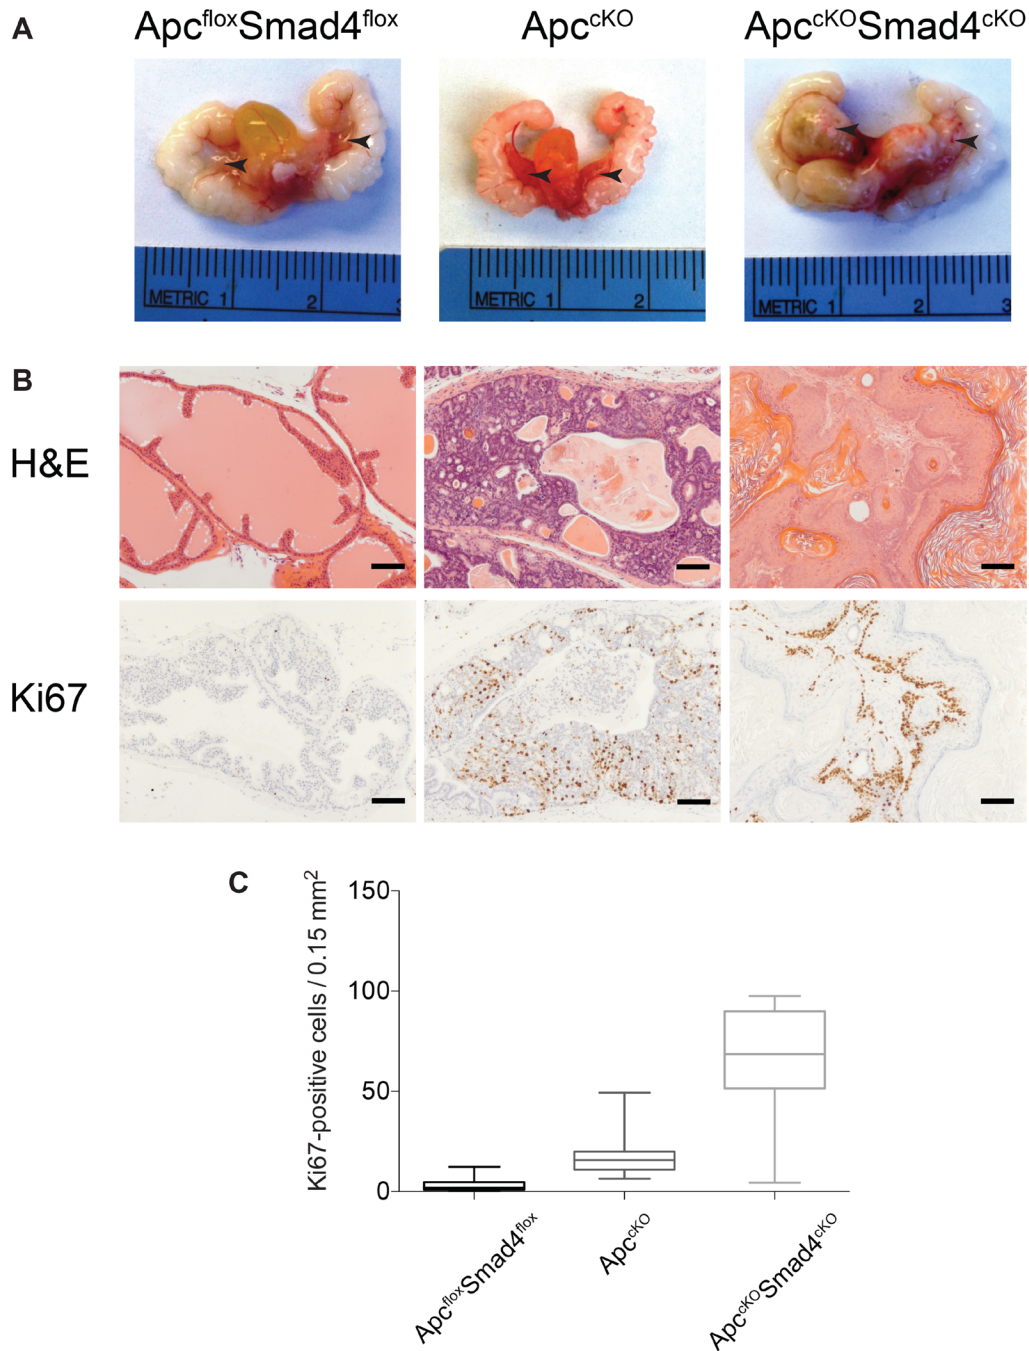 A
Apc^flox Smad4^flox
Apc^cKO
Apc^cKO Smad4^cKO
METRIC 1 2 3
METRIC 1 2
METRIC 1 2 3
B
H&E
Ki67
C
Ki67-positive cells / 0.15 mm²
150
100
50
0
Apc^flox Smad4^flox
Apc^cKO
Apc^cKO Smad4^cKO